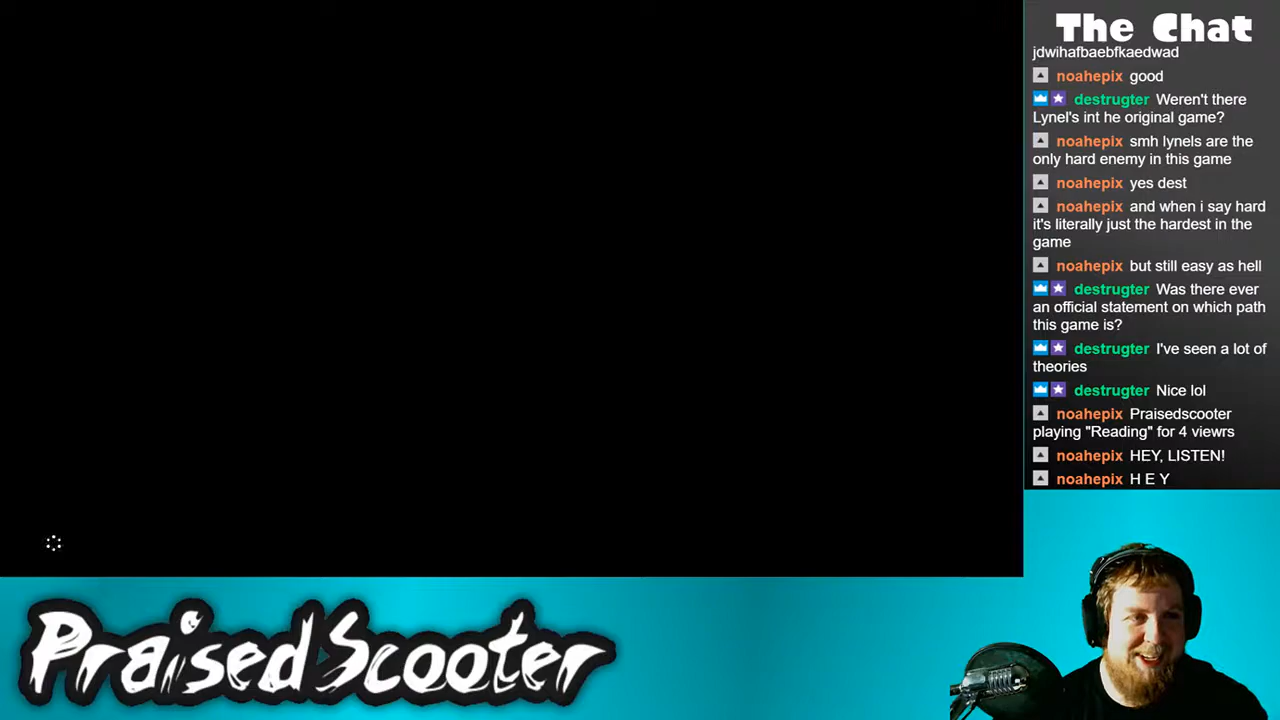 The Chat
jdwihafbaebfkaedwad
noahepix good
destrugter Weren't there
Lynel's int he original game?
noahepix smh lynels are the
only hard enemy in this game
noahepix yes dest
noahepix and when i say hard
it's literally just the hardest in the
game
noahepix but still easy as hell
destrugter Was there ever
an official statement on which path
this game is?
destrugter I've seen a lot of
theories
destrugter Nice lol
noahepix Praisedscooter
playing "Reading" for 4 viewrs
noahepix HEY, LISTEN!
noahepix H E Y
PraisedScooter